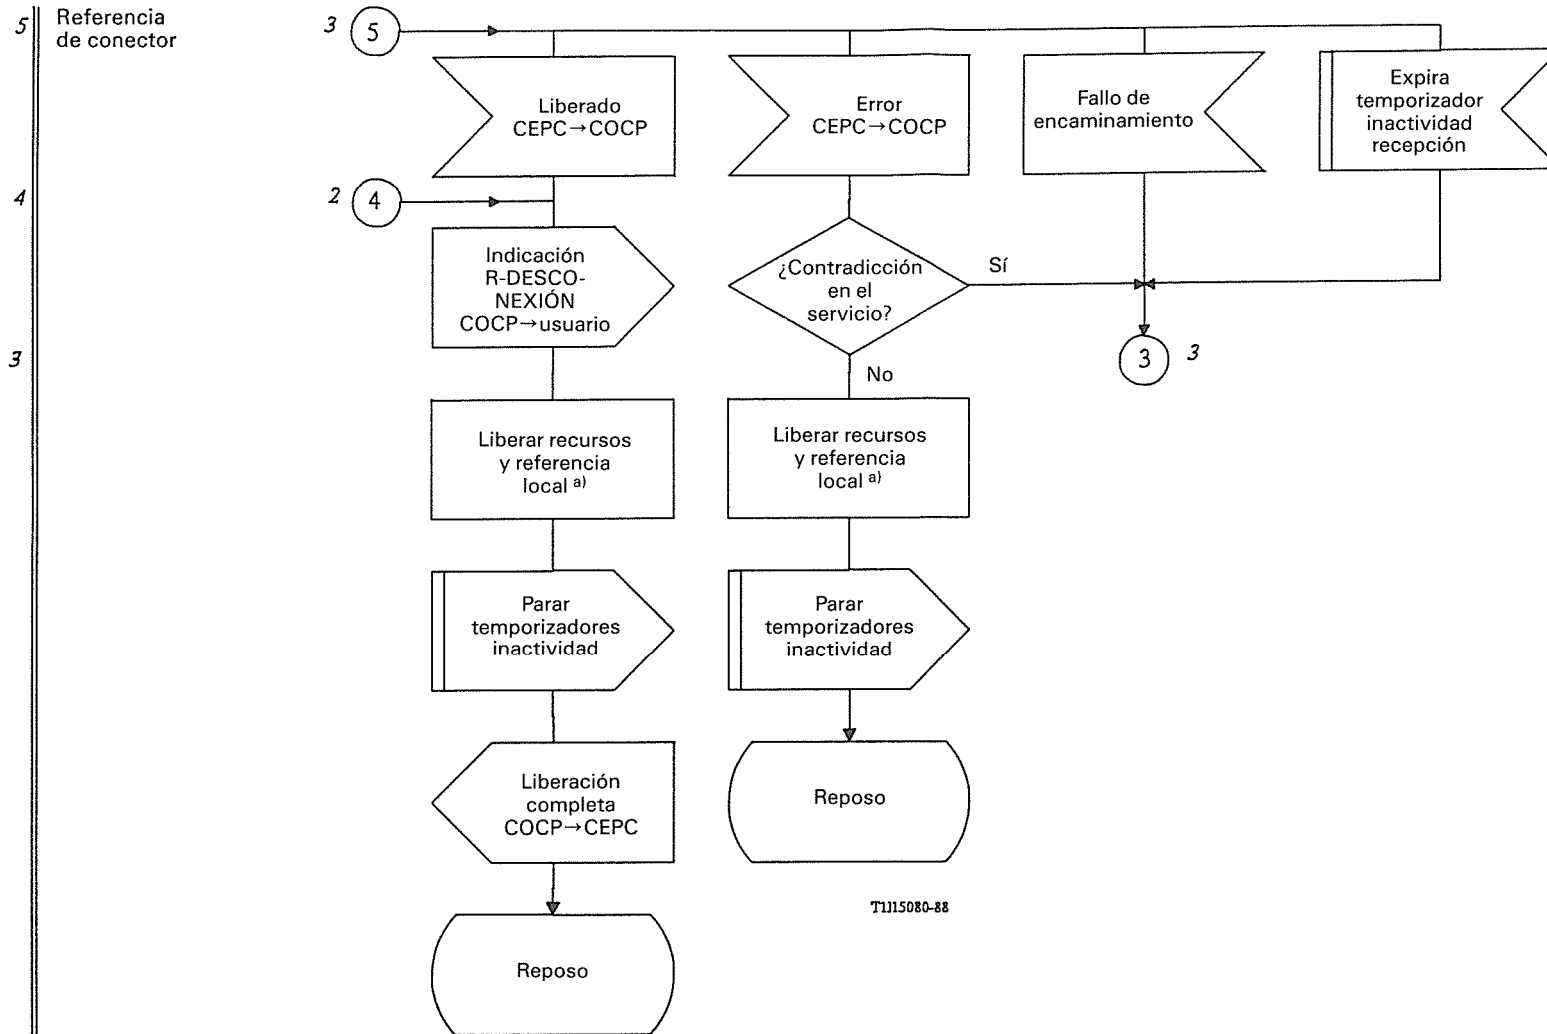 5 Referencia
de conector
3 5
Liberado
CEPC→COCP
Error
CEPC→COCP
Fallo de
encaminamiento
Expira
temporizador
inactividad
recepción
4
2 4
Indicación
R-DESCO-
NEXIÓN
COCP→usuario
¿Contradicción
en el
servicio?
Sí
No
3
3 3
Liberar recursos
y referencia
local a)
Liberar recursos
y referencia
local a)
Parar
temporizadores
inactividad
Parar
temporizadores
inactividad
Liberación
completa
COCP→CEPC
Reposo
T1115080-88
Reposo